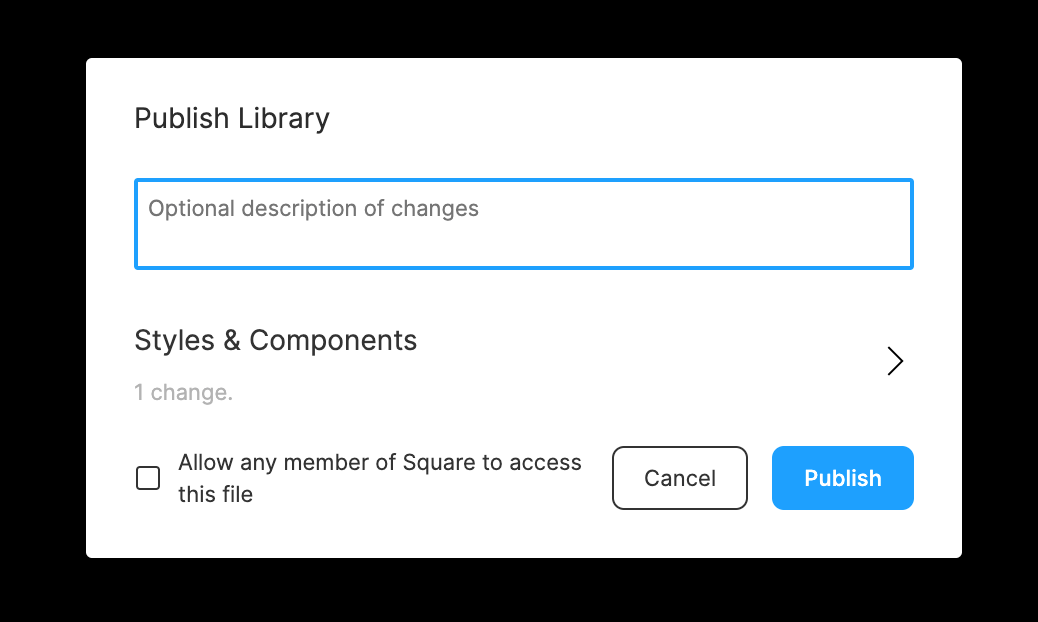 Publish Library
Optional description of changes
Styles & Components
1 change.
Allow any member of Square to access
this file
Cancel
Publish